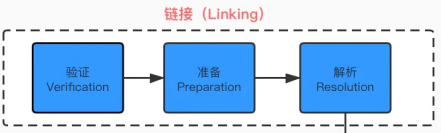 链接（Linking）
验证
Verification
准备
Preparation
解析
Resolution